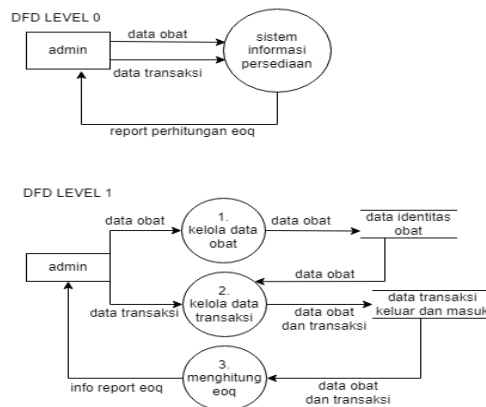 DFD LEVEL 0
admin
data obat
data transaksi
sistem
informasi
persediaan
report perhitungan eoq
DFD LEVEL 1
data obat
1.
kelola data
obat
data obat
data identitas
obat
admin
data obat
data transaksi
2.
kelola data
transaksi
data obat
dan transaksi
data transaksi
keluar dan masuk
3.
menghitung
eoq
info report eoq
data obat
dan transaksi